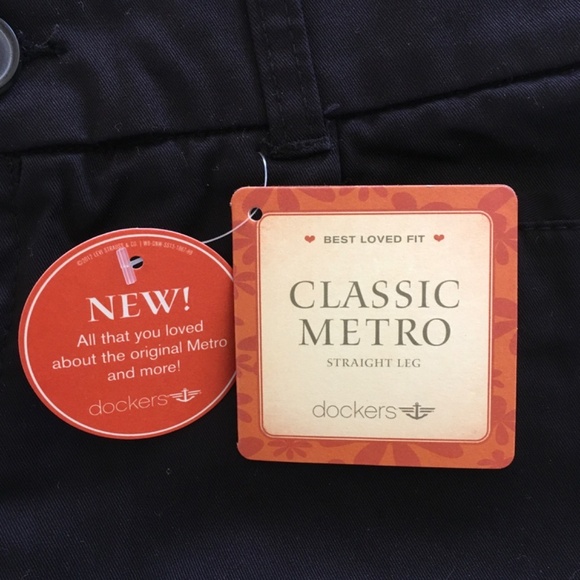 NEW!
All that you loved
about the original Metro
and more!
dockers
BEST LOVED FIT
CLASSIC
METRO
STRAIGHT LEG
dockers